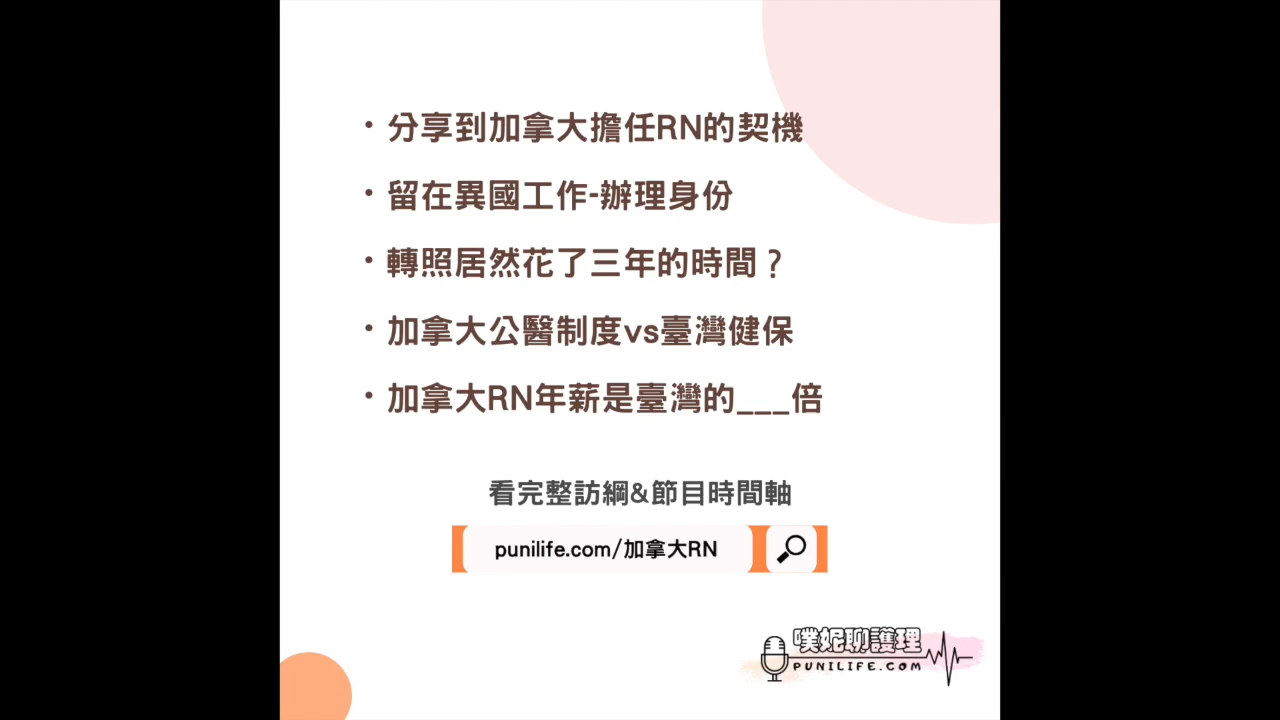 ・分享到加拿大擔任RN的契機
・留在異國工作-辦理身份
・轉照居然花了三年的時間？
・加拿大公醫制度vs臺灣健保
・加拿大RN年薪是臺灣的___倍
看完整訪綱&節目時間軸
punilife.com/加拿大RN
噗妮聊護理
PUNILIFE.COM